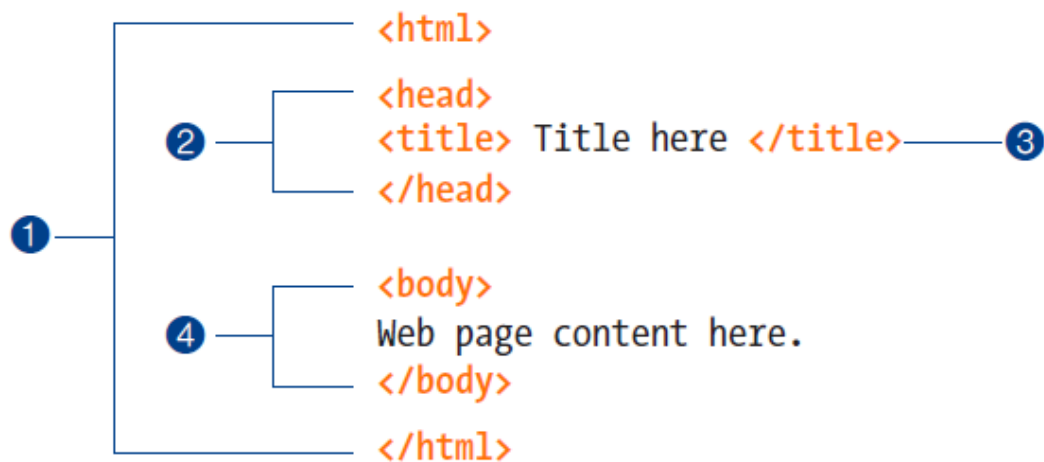 <html>
<head>
2 <title> Title here </title> 3
</head>
1
<body>
4 Web page content here.
</body>
</html>